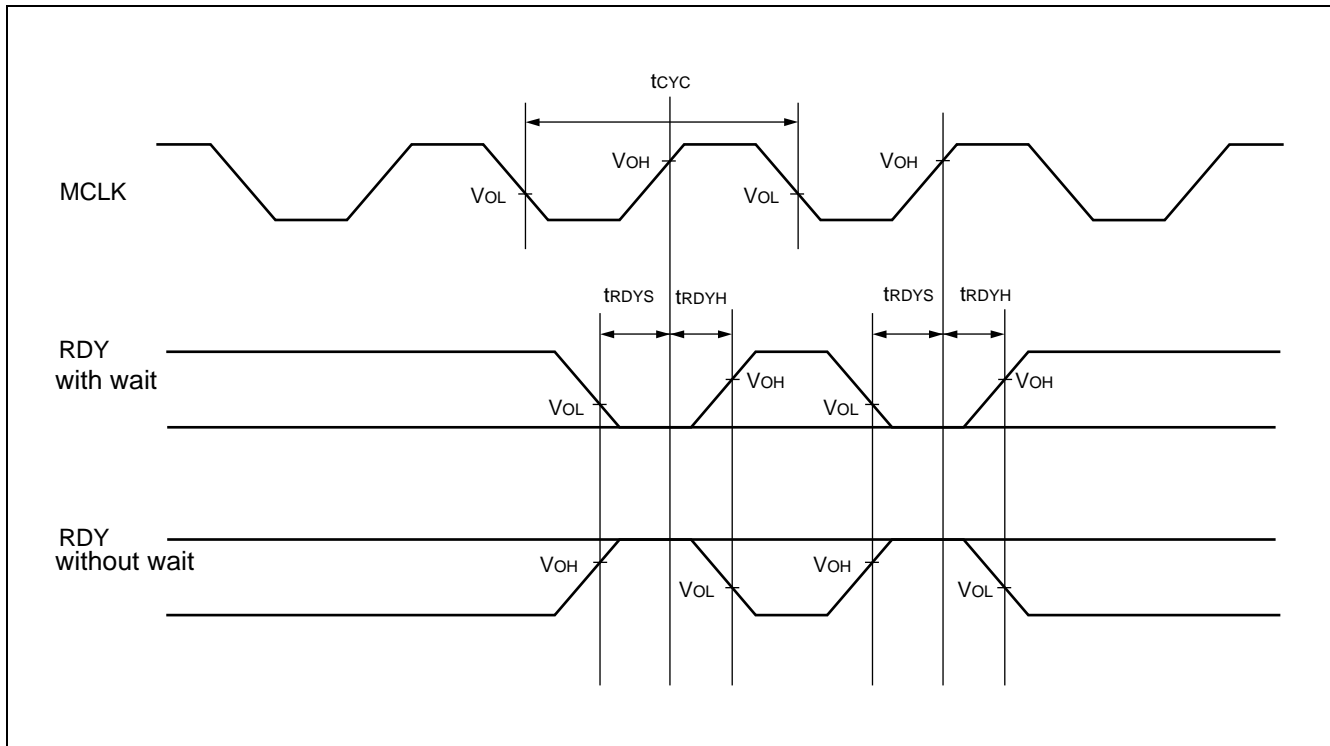 tCYC
VOH
VOH
MCLK
VOL
VOL
tRDYS
tRDYH
tRDYS
tRDYH
RDY
with wait
VOH
VOH
VOL
VOL
RDY
without wait
VOH
VOH
VOL
VOL